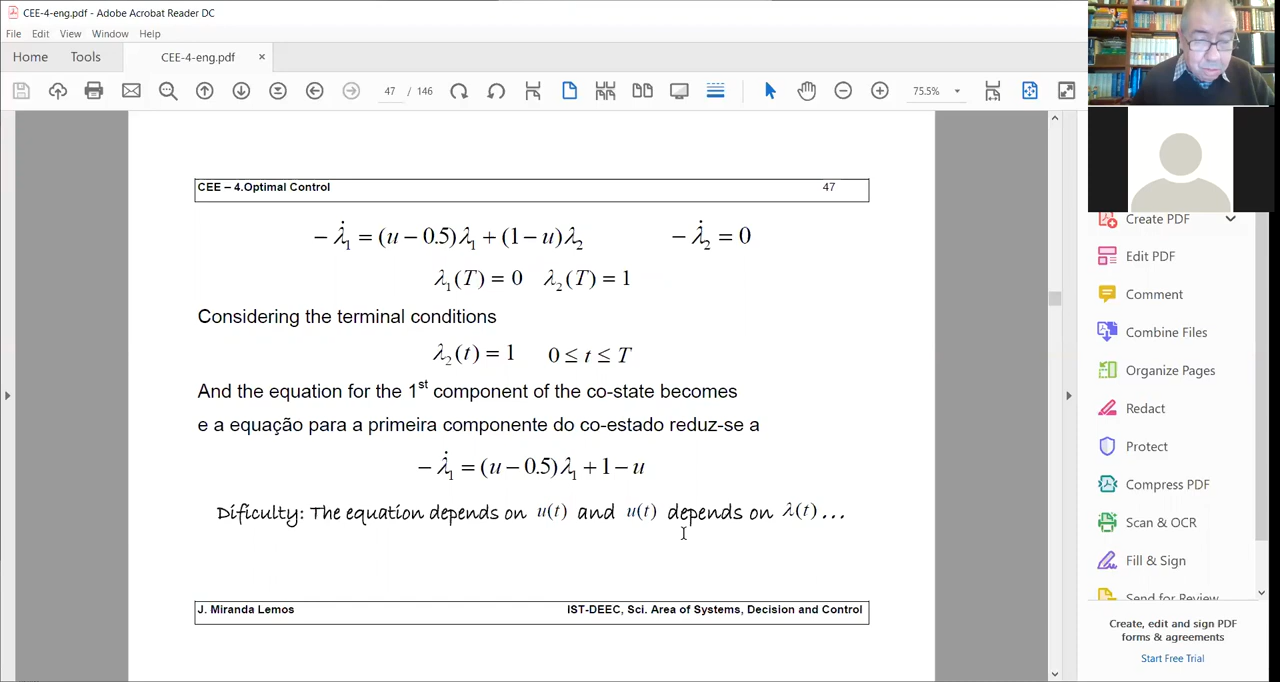 CEE-4-eng.pdf - Adobe Acrobat Reader DC
File Edit View Window Help
Home Tools CEE-4-eng.pdf ×
47 / 146 75.5%
CEE – 4.Optimal Control 47
− λ̇₁ = (u − 0.5)λ₁ + (1 − u)λ₂ − λ̇₂ = 0
λ₁(T) = 0 λ₂(T) = 1
Considering the terminal conditions
λ₂(t) = 1 0 ≤ t ≤ T
And the equation for the 1st component of the co-state becomes
e a equação para a primeira componente do co-estado reduz-se a
− λ̇₁ = (u − 0.5)λ₁ + 1 − u
Dificulty: The equation depends on u(t) and u(t) depends on λ(t)...
J. Miranda Lemos IST-DEEC, Sci. Area of Systems, Decision and Control
Create PDF
Edit PDF
Comment
Combine Files
Organize Pages
Redact
Protect
Compress PDF
Scan & OCR
Fill & Sign
Send for Review
Create, edit and sign PDF
forms & agreements
Start Free Trial